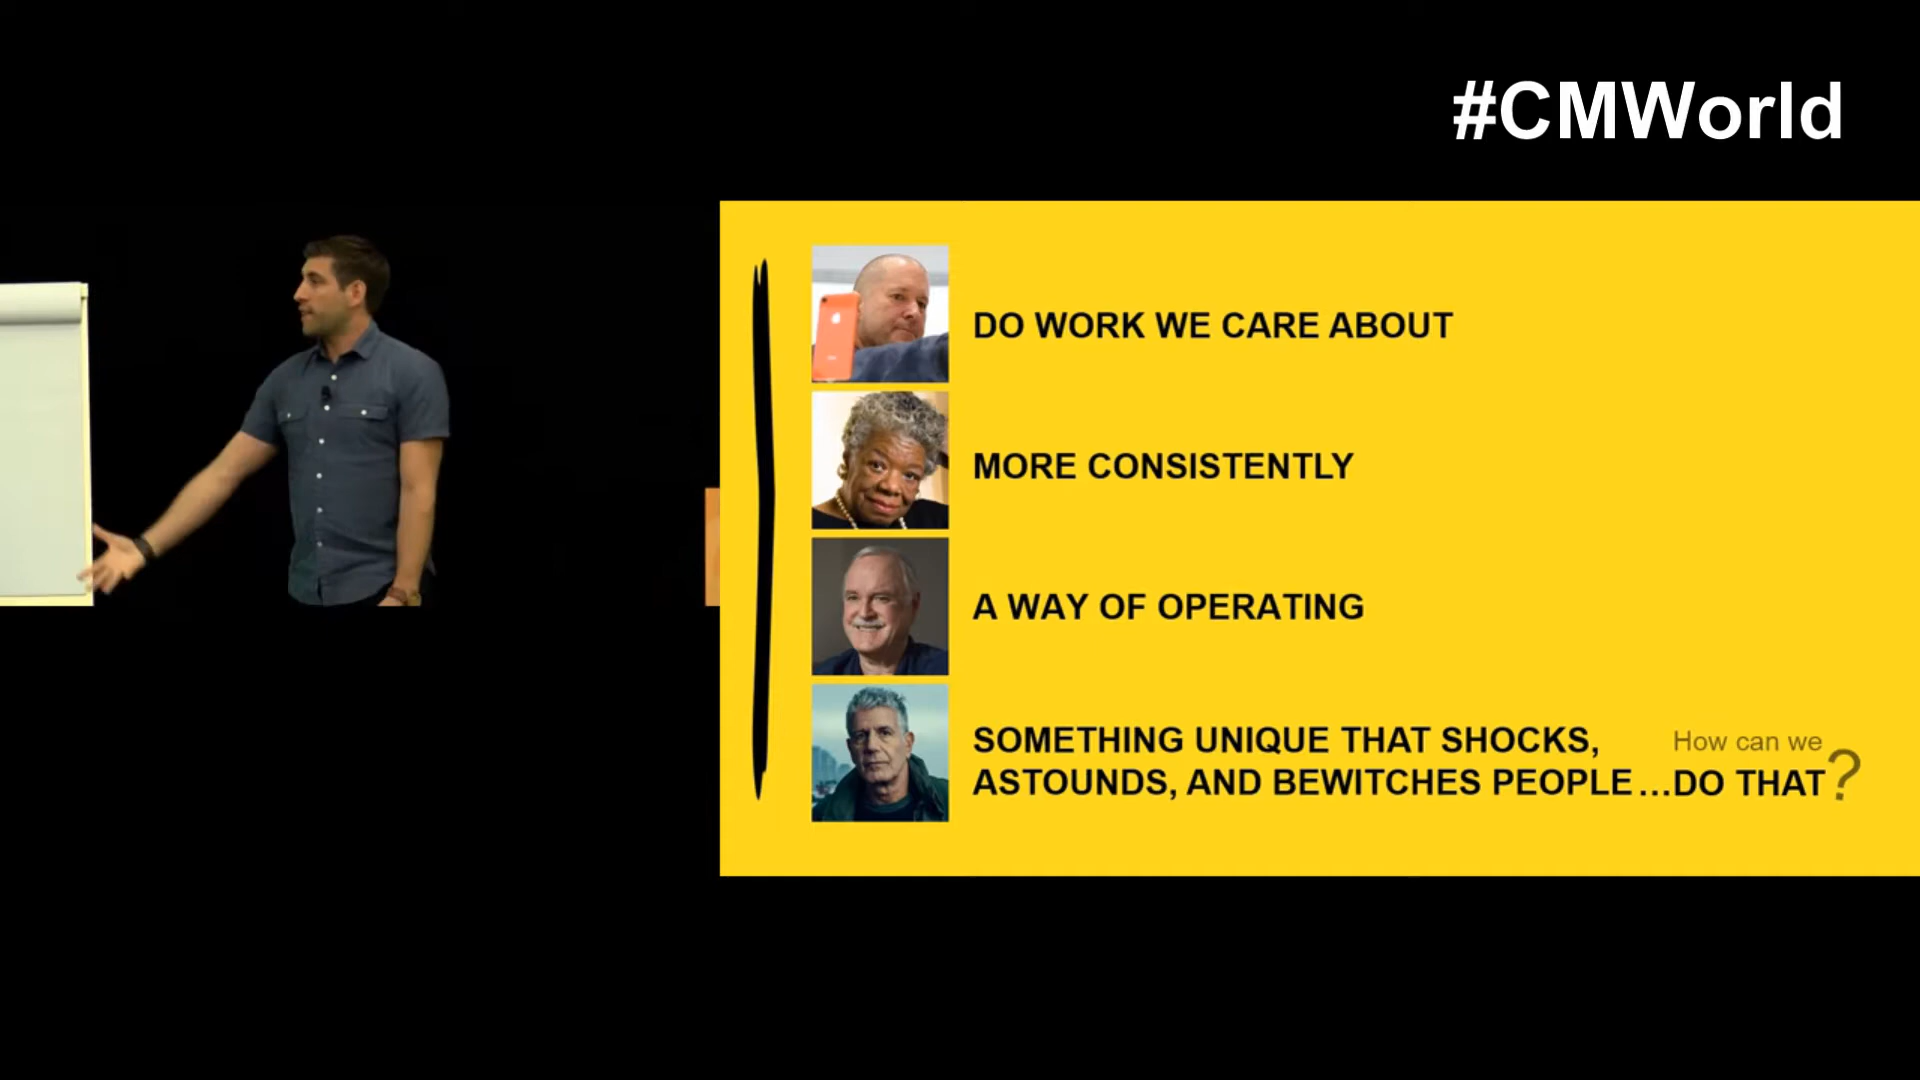 #CMWorld
DO WORK WE CARE ABOUT
MORE CONSISTENTLY
A WAY OF OPERATING
SOMETHING UNIQUE THAT SHOCKS,
ASTOUNDS, AND BEWITCHES PEOPLE...
How can we
DO THAT?